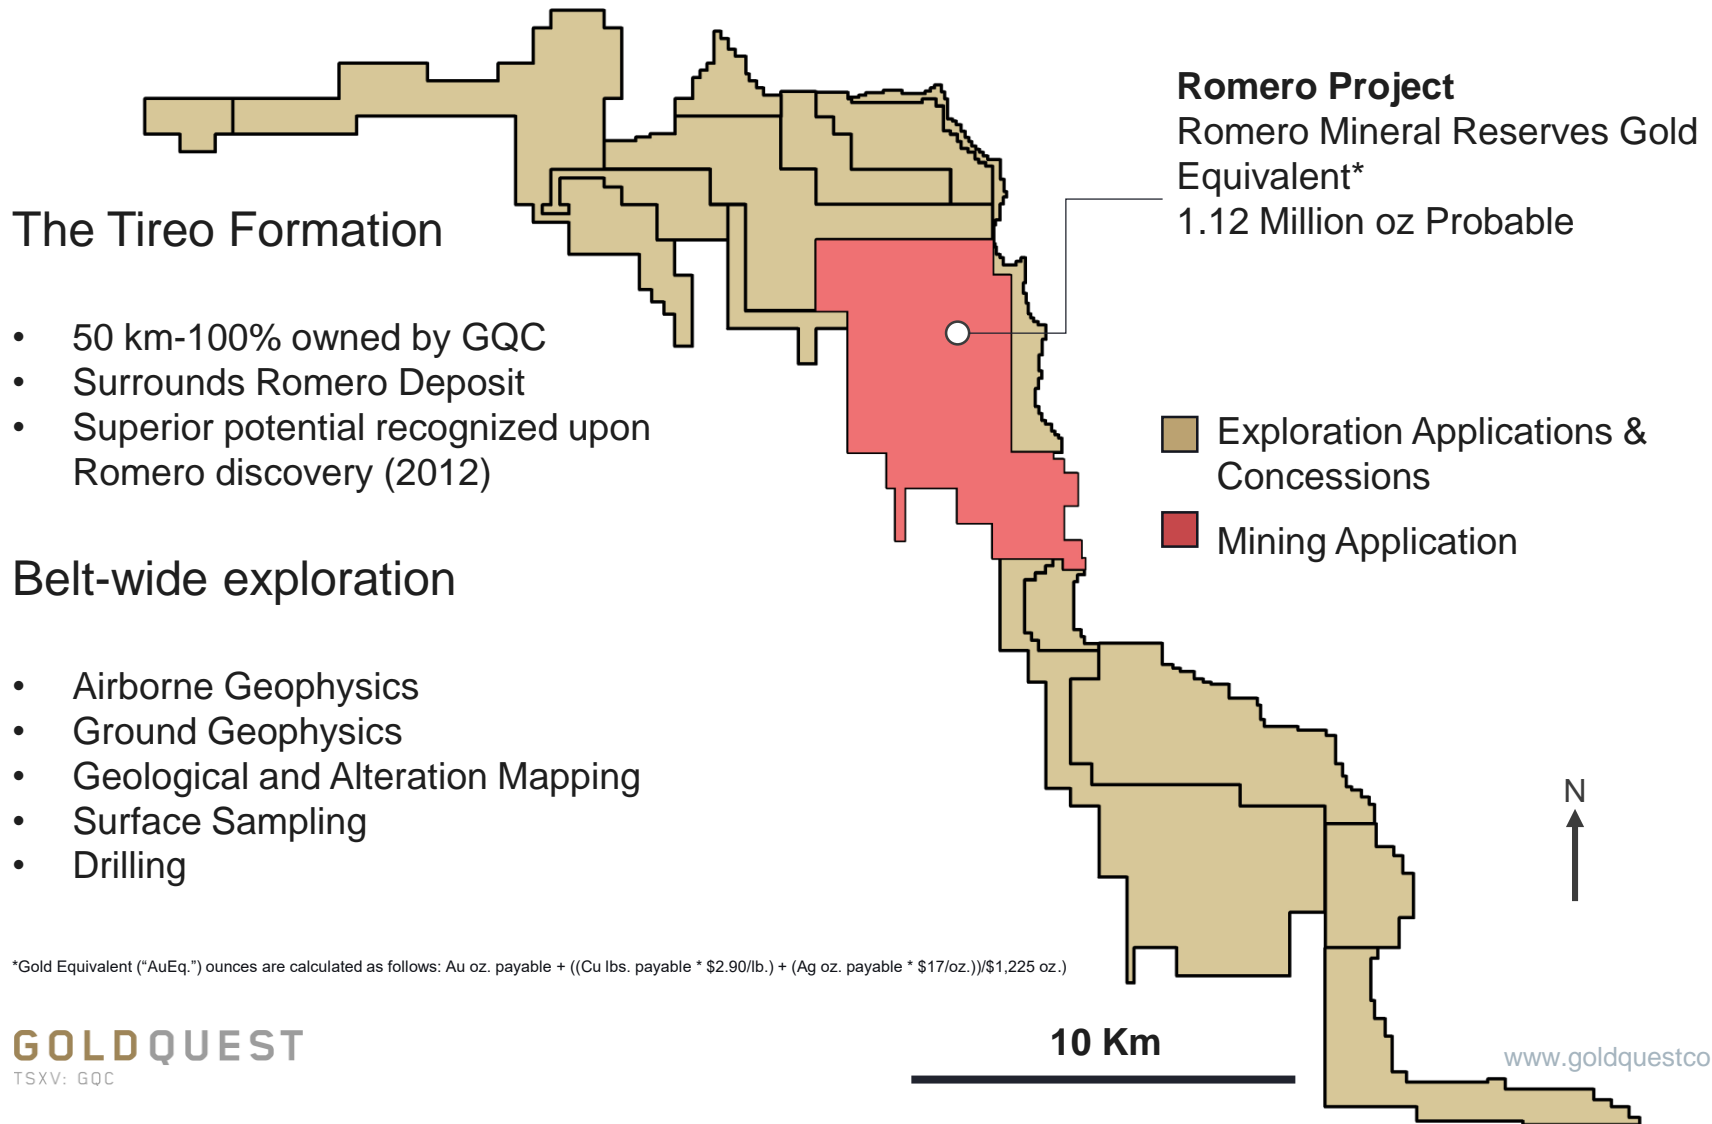 Romero Project
Romero Mineral Reserves Gold
Equivalent*
1.12 Million oz Probable
The Tireo Formation
• 50 km-100% owned by GQC
• Surrounds Romero Deposit
• Superior potential recognized upon
Romero discovery (2012)
Exploration Applications &
Concessions
Mining Application
Belt-wide exploration
• Airborne Geophysics
• Ground Geophysics
• Geological and Alteration Mapping
• Surface Sampling
• Drilling
N
*Gold Equivalent (“AuEq.”) ounces are calculated as follows: Au oz. payable + ((Cu lbs. payable * $2.90/lb.) + (Ag oz. payable * $17/oz.))/$1,225 oz.)
GOLDQUEST
TSXV: GQC
10 Km
www.goldquestco